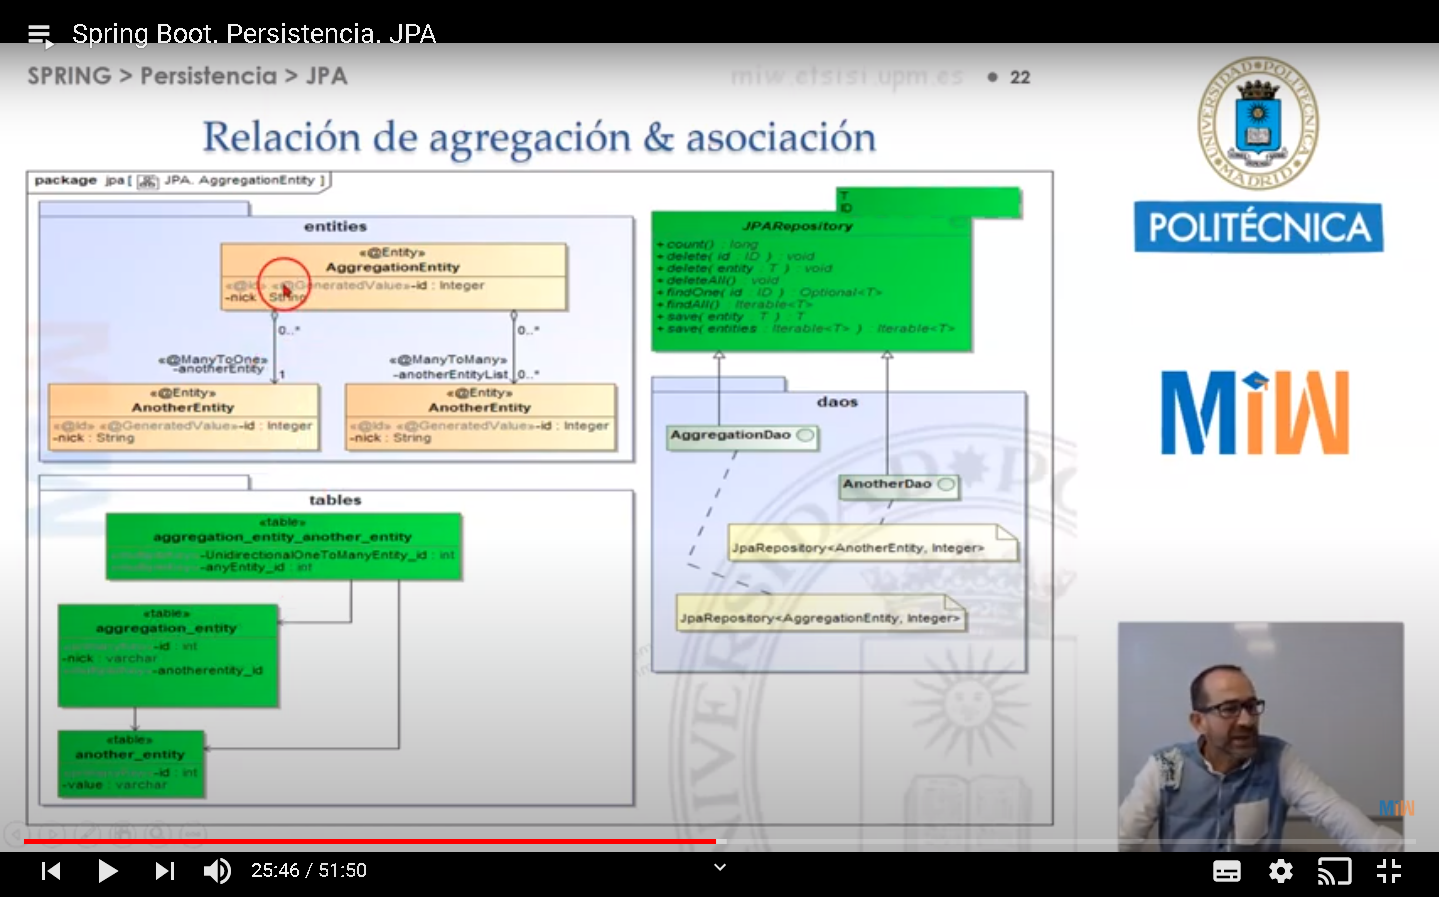 Spring Boot. Persistencia. JPA
SPRING > Persistencia > JPA
miw.etsisi.upm.es • 22
Relación de agregación & asociación
package jpa [ JPA. AggregationEntity ]
entities
«@Entity»
AggregationEntity
«@Id» «@GeneratedValue»-id : Integer
-nick : String
0..*
0..*
«@ManyToOne»
-anotherEntity
1
«@ManyToMany»
-anotherEntityList
0..*
«@Entity»
AnotherEntity
«@Id» «@GeneratedValue»-id : Integer
-nick : String
«@Entity»
AnotherEntity
«@Id» «@GeneratedValue»-id : Integer
-nick : String
tables
«table»
aggregation_entity_another_entity
-UnidirectionalOneToManyEntity_id : int
-anyEntity_id : int
«table»
aggregation_entity
-id : int
-nick : varchar
-anotherentity_id
«table»
another_entity
-id : int
-value : varchar
T
ID
JPARepository
+count() : long
+delete( id : ID ) : void
+delete( entity : T ) : void
+deleteAll() : void
+findOne( id : ID ) : Optional<T>
+findAll() : Iterable<T>
+save( entity : T ) : T
+save( entities : Iterable<T> ) : Iterable<T>
daos
AggregationDao
AnotherDao
JpaRepository<AnotherEntity, Integer>
JpaRepository<AggregationEntity, Integer>
UNIVERSIDAD POLITÉCNICA
MADRID
POLITÉCNICA
MiW
MiW
25:46 / 51:50